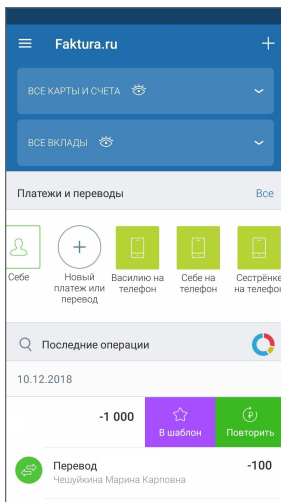 Faktura.ru
ВСЕ КАРТЫ И СЧЕТА
ВСЕ ВКЛАДЫ
Платежи и переводы Все
Себе
Новый платеж или перевод
Василию на телефон
Себе на телефон
Сестрёнке на телефон
Последние операции
10.12.2018
-1 000 В шаблон Повторить
Перевод -100
Чешуйкина Марина Карповна